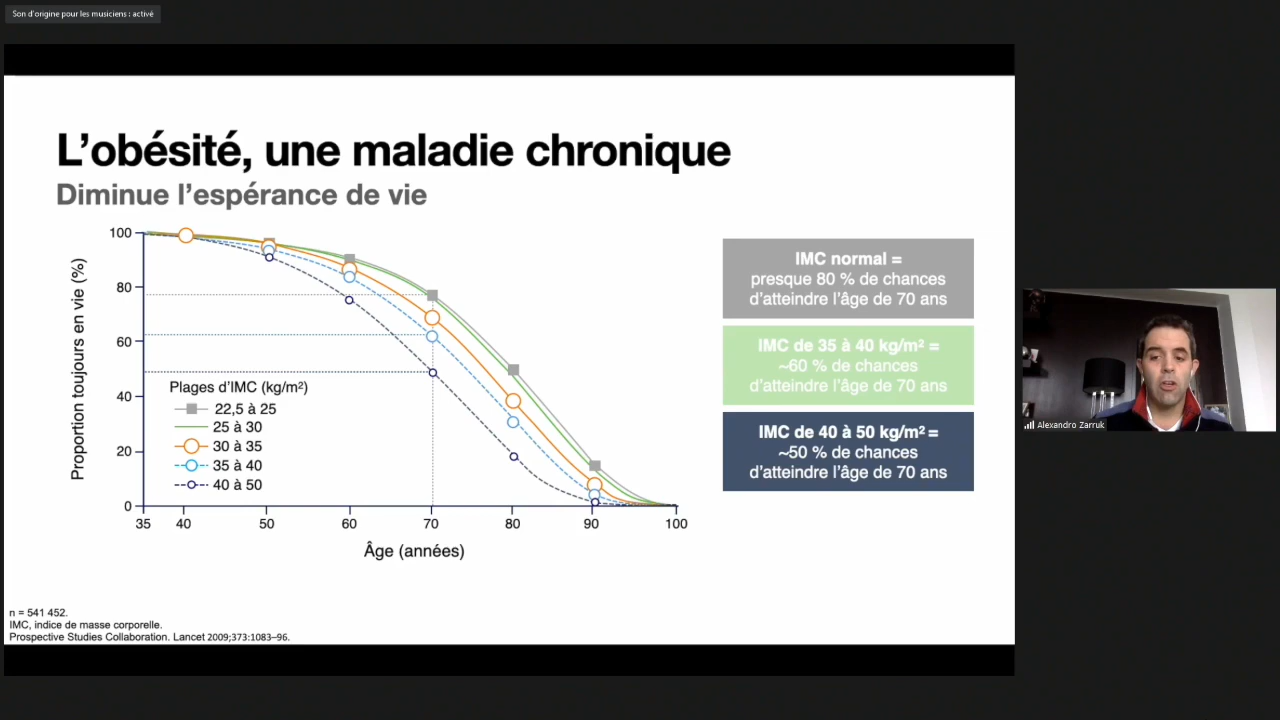 Son d'origine pour les musiciens : activé
L'obésité, une maladie chronique
Diminue l'espérance de vie
Proportion toujours en vie (%)
100
80
60
40
20
0
Plages d'IMC (kg/m²)
22,5 à 25
25 à 30
30 à 35
35 à 40
40 à 50
35 40 50 60 70 80 90 100
Âge (années)
IMC normal =
presque 80 % de chances
d'atteindre l'âge de 70 ans
IMC de 35 à 40 kg/m² =
~60 % de chances
d'atteindre l'âge de 70 ans
IMC de 40 à 50 kg/m² =
~50 % de chances
d'atteindre l'âge de 70 ans
n = 541 452.
IMC, indice de masse corporelle.
Prospective Studies Collaboration. Lancet 2009;373:1083–96.
Alexandro Zarruk